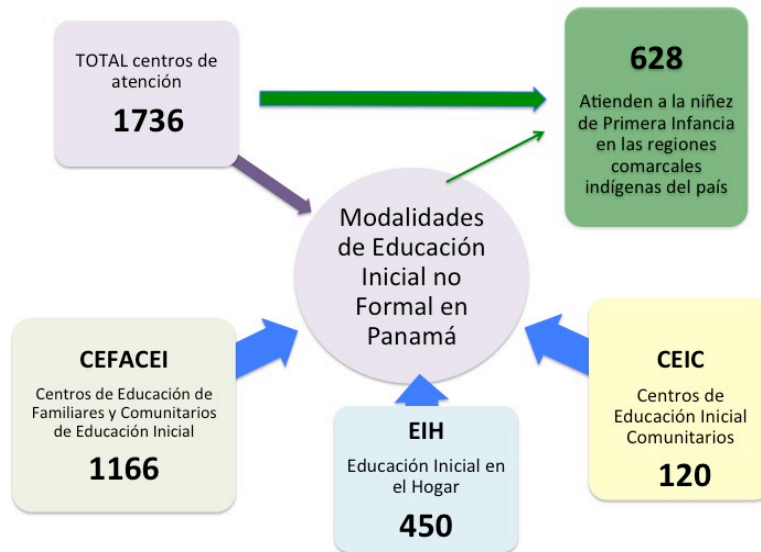 TOTAL centros de
atención
1736
628
Atienden a la niñez
de Primera Infancia
en las regiones
comarcales
indígenas del país
Modalidades
de Educación
Inicial no
Formal en
Panamá
CEFACEI
Centros de Educación de
Familiares y Comunitarios
de Educación Inicial
1166
EIH
Educación Inicial en
el Hogar
450
CEIC
Centros de
Educación Inicial
Comunitarios
120